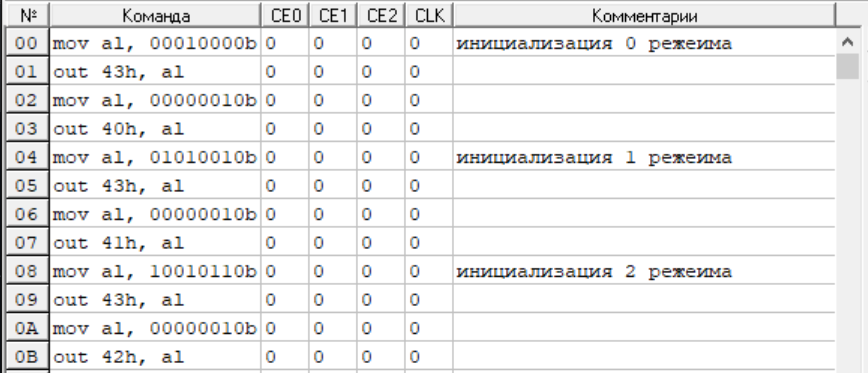 № Команда CE0 CE1 CE2 CLK Комментарии
00 mov al, 00010000b 0 0 0 0 инициализация 0 режеима
01 out 43h, al 0 0 0 0
02 mov al, 00000010b 0 0 0 0
03 out 40h, al 0 0 0 0
04 mov al, 01010010b 0 0 0 0 инициализация 1 режеима
05 out 43h, al 0 0 0 0
06 mov al, 00000010b 0 0 0 0
07 out 41h, al 0 0 0 0
08 mov al, 10010110b 0 0 0 0 инициализация 2 режеима
09 out 43h, al 0 0 0 0
0A mov al, 00000010b 0 0 0 0
0B out 42h, al 0 0 0 0